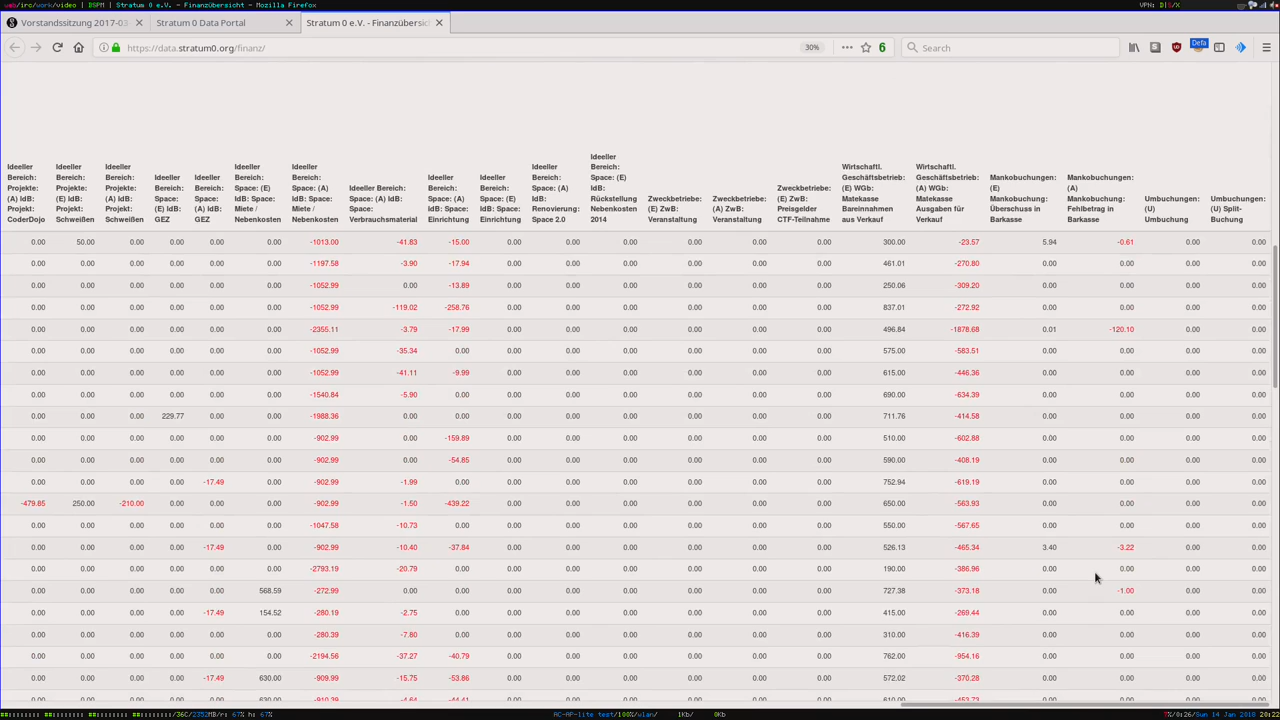 web/irc/work/video | BSPM | Stratum 0 e.V. - Finanzübersicht - Mozilla Firefox
VPN: D|S/X
Vorstandssitzung 2017-03-
Stratum 0 Data Portal
Stratum 0 e.V. - Finanzübersic
https://data.stratum0.org/finanz/
30%
6
Search
Defa
Ideeller Bereich: Projekte: (A) IdB: Projekt: CoderDojo
Ideeller Bereich: Projekte: (E) IdB: Projekt: Schweißen
Ideeller Bereich: Projekte: (A) IdB: Projekt: Schweißen
Ideeller Bereich: Space: (E) IdB: GEZ
Ideeller Bereich: Space: (A) IdB: GEZ
Ideeller Bereich: Space: (E) IdB: Space: Miete / Nebenkosten
Ideeller Bereich: Space: (A) IdB: Space: Miete / Nebenkosten
Ideeller Bereich: Space: (A) IdB: Space: Verbrauchsmaterial
Ideeller Bereich: Space: (A) IdB: Space: Einrichtung
Ideeller Bereich: Space: (E) IdB: Space: Einrichtung
Ideeller Bereich: Space: (A) IdB: Renovierung: Space 2.0
Ideeller Bereich: Space: (E) IdB: Rückstellung Nebenkosten 2014
Zweckbetriebe: (E) ZwB: Veranstaltung
Zweckbetriebe: (A) ZwB: Veranstaltung
Zweckbetriebe: (E) ZwB: Preisgelder CTF-Teilnahme
Wirtschaftl. Geschäftsbetrieb: (E) WGb: Matekasse Bareinnahmen aus Verkauf
Wirtschaftl. Geschäftsbetrieb: (A) WGb: Matekasse Ausgaben für Verkauf
Mankobuchungen: (E) Mankobuchung: Überschuss in Barkasse
Mankobuchungen: (A) Mankobuchung: Fehlbetrag in Barkasse
Umbuchungen: (U) Umbuchung
Umbuchungen: (U) Split-Buchung
0.00 50.00 0.00 0.00 0.00 0.00 -1013.00 -41.83 -15.00 0.00 0.00 0.00 0.00 0.00 0.00 300.00 -23.57 5.94 -0.61 0.00 0.00
0.00 0.00 0.00 0.00 0.00 0.00 -1197.58 -3.90 -17.94 0.00 0.00 0.00 0.00 0.00 0.00 461.01 -270.80 0.00 0.00 0.00 0.00
0.00 0.00 0.00 0.00 0.00 0.00 -1052.99 0.00 -13.89 0.00 0.00 0.00 0.00 0.00 0.00 250.06 -309.20 0.00 0.00 0.00 0.00
0.00 0.00 0.00 0.00 0.00 0.00 -1052.99 -119.02 -258.76 0.00 0.00 0.00 0.00 0.00 0.00 837.01 -272.92 0.00 0.00 0.00 0.00
0.00 0.00 0.00 0.00 0.00 0.00 -2355.11 -3.79 -17.99 0.00 0.00 0.00 0.00 0.00 0.00 496.84 -1878.68 0.01 -120.10 0.00 0.00
0.00 0.00 0.00 0.00 0.00 0.00 -1052.99 -35.34 0.00 0.00 0.00 0.00 0.00 0.00 0.00 575.00 -583.51 0.00 0.00 0.00 0.00
0.00 0.00 0.00 0.00 0.00 0.00 -1052.99 -41.11 -9.99 0.00 0.00 0.00 0.00 0.00 0.00 615.00 -446.36 0.00 0.00 0.00 0.00
0.00 0.00 0.00 0.00 0.00 0.00 -1540.84 -5.90 0.00 0.00 0.00 0.00 0.00 0.00 0.00 690.00 -634.39 0.00 0.00 0.00 0.00
0.00 0.00 0.00 229.77 0.00 0.00 -1988.36 0.00 0.00 0.00 0.00 0.00 0.00 0.00 0.00 711.76 -414.58 0.00 0.00 0.00 0.00
0.00 0.00 0.00 0.00 0.00 0.00 -902.99 0.00 -159.89 0.00 0.00 0.00 0.00 0.00 0.00 510.00 -602.88 0.00 0.00 0.00 0.00
0.00 0.00 0.00 0.00 0.00 0.00 -902.99 0.00 -54.85 0.00 0.00 0.00 0.00 0.00 0.00 590.00 -408.19 0.00 0.00 0.00 0.00
0.00 0.00 0.00 0.00 -17.49 0.00 -902.99 -1.99 0.00 0.00 0.00 0.00 0.00 0.00 0.00 752.94 -619.19 0.00 0.00 0.00 0.00
-479.85 250.00 -210.00 0.00 0.00 0.00 -902.99 -1.50 -439.22 0.00 0.00 0.00 0.00 0.00 0.00 650.00 -563.93 0.00 0.00 0.00 0.00
0.00 0.00 0.00 0.00 0.00 0.00 -1047.58 -10.73 0.00 0.00 0.00 0.00 0.00 0.00 0.00 550.00 -567.65 0.00 0.00 0.00 0.00
0.00 0.00 0.00 0.00 -17.49 0.00 -902.99 -10.40 -37.84 0.00 0.00 0.00 0.00 0.00 0.00 526.13 -465.34 3.40 -3.22 0.00 0.00
0.00 0.00 0.00 0.00 0.00 0.00 -2793.19 -20.79 0.00 0.00 0.00 0.00 0.00 0.00 0.00 190.00 -386.96 0.00 0.00 0.00 0.00
0.00 0.00 0.00 0.00 0.00 568.59 -272.99 0.00 0.00 0.00 0.00 0.00 0.00 0.00 0.00 727.38 -373.18 0.00 -1.00 0.00 0.00
0.00 0.00 0.00 0.00 -17.49 154.52 -280.19 -2.75 0.00 0.00 0.00 0.00 0.00 0.00 0.00 415.00 -269.44 0.00 0.00 0.00 0.00
0.00 0.00 0.00 0.00 0.00 0.00 -280.39 -7.80 0.00 0.00 0.00 0.00 0.00 0.00 0.00 310.00 -416.39 0.00 0.00 0.00 0.00
0.00 0.00 0.00 0.00 0.00 0.00 -2194.56 -37.27 -40.79 0.00 0.00 0.00 0.00 0.00 0.00 762.00 -954.16 0.00 0.00 0.00 0.00
0.00 0.00 0.00 0.00 -17.49 630.00 -909.99 -15.75 -53.86 0.00 0.00 0.00 0.00 0.00 0.00 572.02 -370.28 0.00 0.00 0.00 0.00
AC-AP-lite test/100%/wlan/ 1Kb/ 0Kb
Sun 14 Jan 2018 20:22